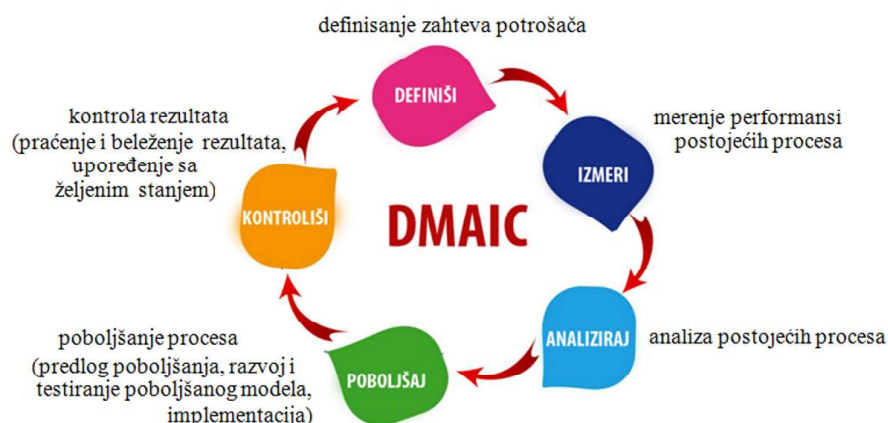 definisanje zahteva potrošača
DEFINIŠI
merenje performansi
postojećih procesa
IZMERI
analiza postojećih procesa
ANALIZIRAJ
poboljšanje procesa
(predlog poboljšanja, razvoj i
testiranje poboljšanog modela,
implementacija)
POBOLJŠAJ
kontrola rezultata
(praćenje i beleženje rezultata,
upoređenje sa
željenim stanjem)
KONTROLIŠI
DMAIC